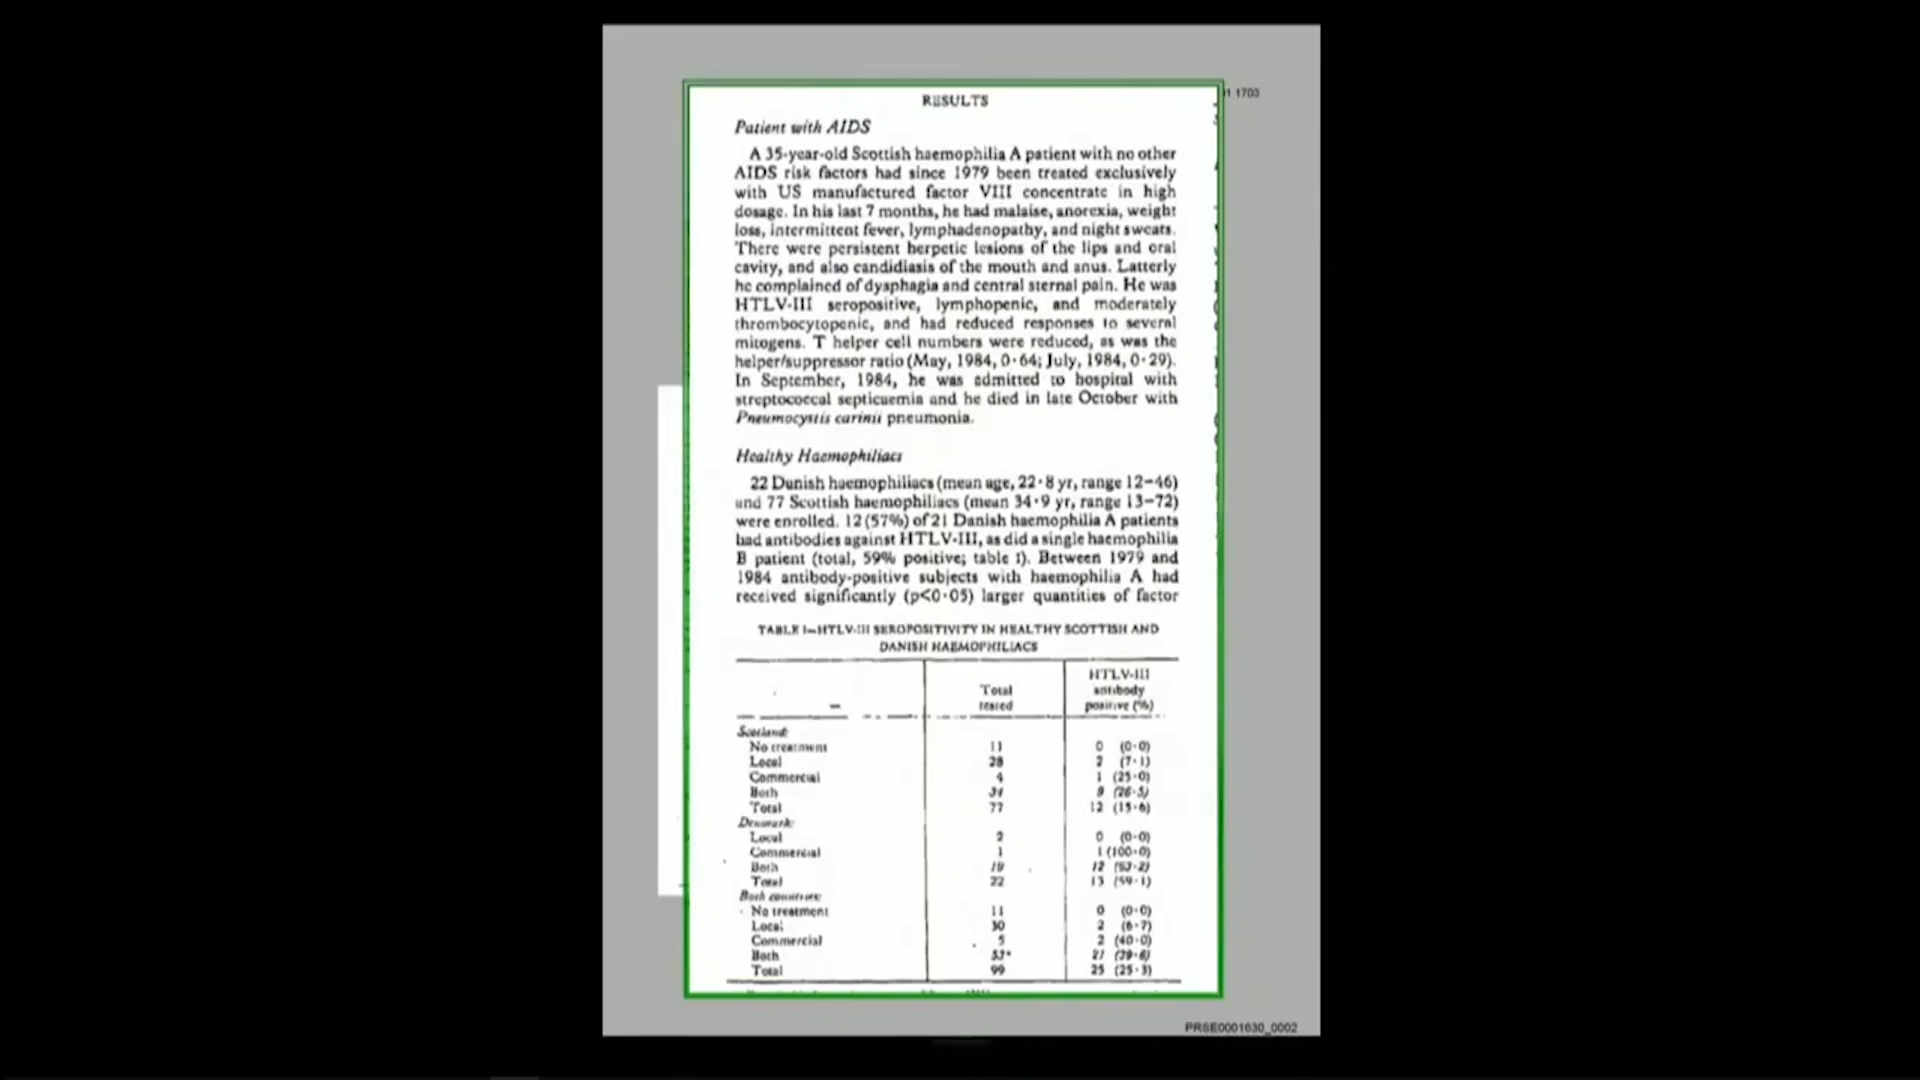 RESULTS
Patient with AIDS
A 35-year-old Scottish haemophilia A patient with no other
AIDS risk factors had since 1979 been treated exclusively
with US manufactured factor VIII concentrate in high
dosage. In his last 7 months, he had malaise, anorexia, weight
loss, intermittent fever, lymphadenopathy, and night sweats.
There were persistent herpetic lesions of the lips and oral
cavity, and also candidiasis of the mouth and anus. Latterly
he complained of dysphagia and central sternal pain. He was
HTLV-III seropositive, lymphopenic, and moderately
thrombocytopenic, and had reduced responses to several
mitogens. T helper cell numbers were reduced, as was the
helper/suppressor ratio (May, 1984, 0·64; July, 1984, 0·29).
In September, 1984, he was admitted to hospital with
streptococcal septicaemia and he died in late October with
Pneumocystis carinii pneumonia.
Healthy Haemophiliacs
22 Danish haemophiliacs (mean age, 22·8 yr, range 12–46)
and 77 Scottish haemophiliacs (mean 34·9 yr, range 13–72)
were enrolled. 12 (57%) of 21 Danish haemophilia A patients
had antibodies against HTLV-III, as did a single haemophilia
B patient (total, 59% positive; table I). Between 1979 and
1984 antibody-positive subjects with haemophilia A had
received significantly (p<0·05) larger quantities of factor
TABLE I—HTLV-III SEROPOSITIVITY IN HEALTHY SCOTTISH AND
DANISH HAEMOPHILIACS
– Total tested HTLV-III antibody positive (%)
Scotland:
No treatment 11 0 (0·0)
Local 28 2 (7·1)
Commercial 4 1 (25·0)
Both 34 9 (26·5)
Total 77 12 (15·6)
Denmark:
Local 2 0 (0·0)
Commercial 1 1 (100·0)
Both 19 12 (63·2)
Total 22 13 (59·1)
Both countries:
No treatment 11 0 (0·0)
Local 30 2 (6·7)
Commercial 5 2 (40·0)
Both 53* 21 (39·6)
Total 99 25 (25·3)
1703
PRSE0001630_0002